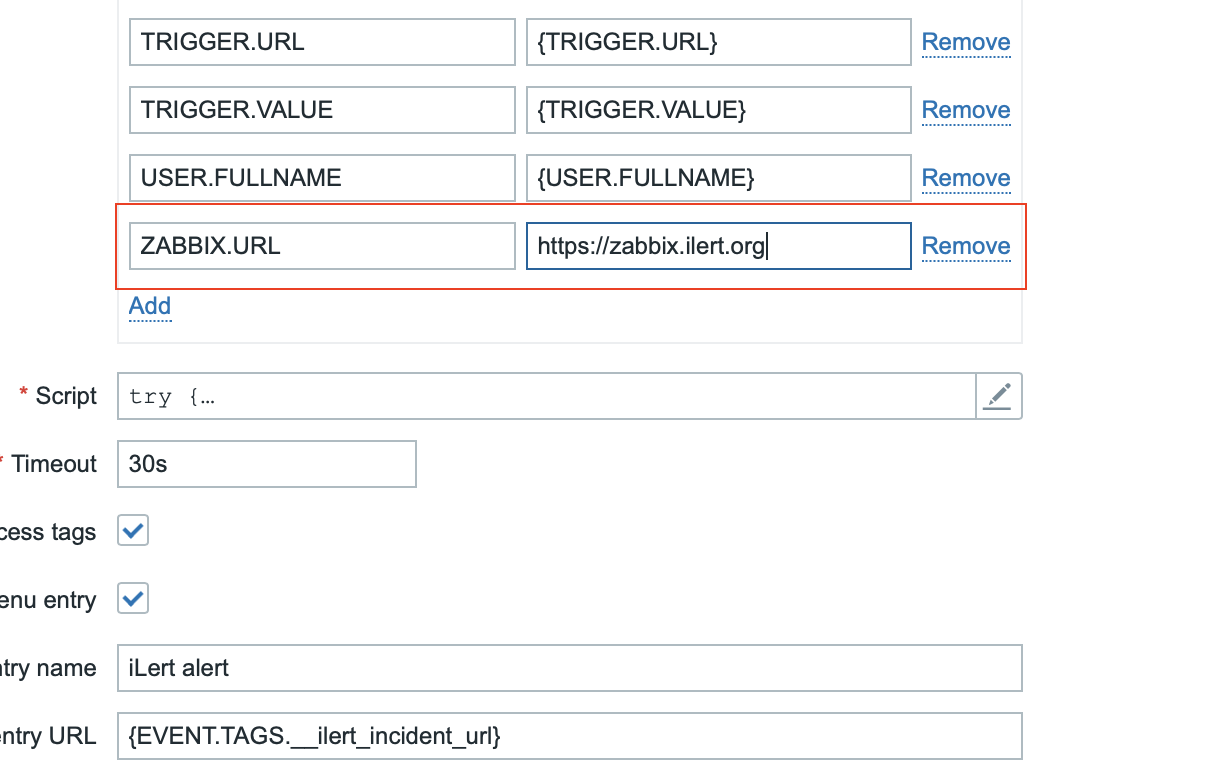 TRIGGER.URL {TRIGGER.URL} Remove
TRIGGER.VALUE {TRIGGER.VALUE} Remove
USER.FULLNAME {USER.FULLNAME} Remove
ZABBIX.URL https://zabbix.ilert.org Remove
Add
* Script try {…
* Timeout 30s
cess tags
enu entry
ntry name iLert alert
entry URL {EVENT.TAGS.__ilert_incident_url}